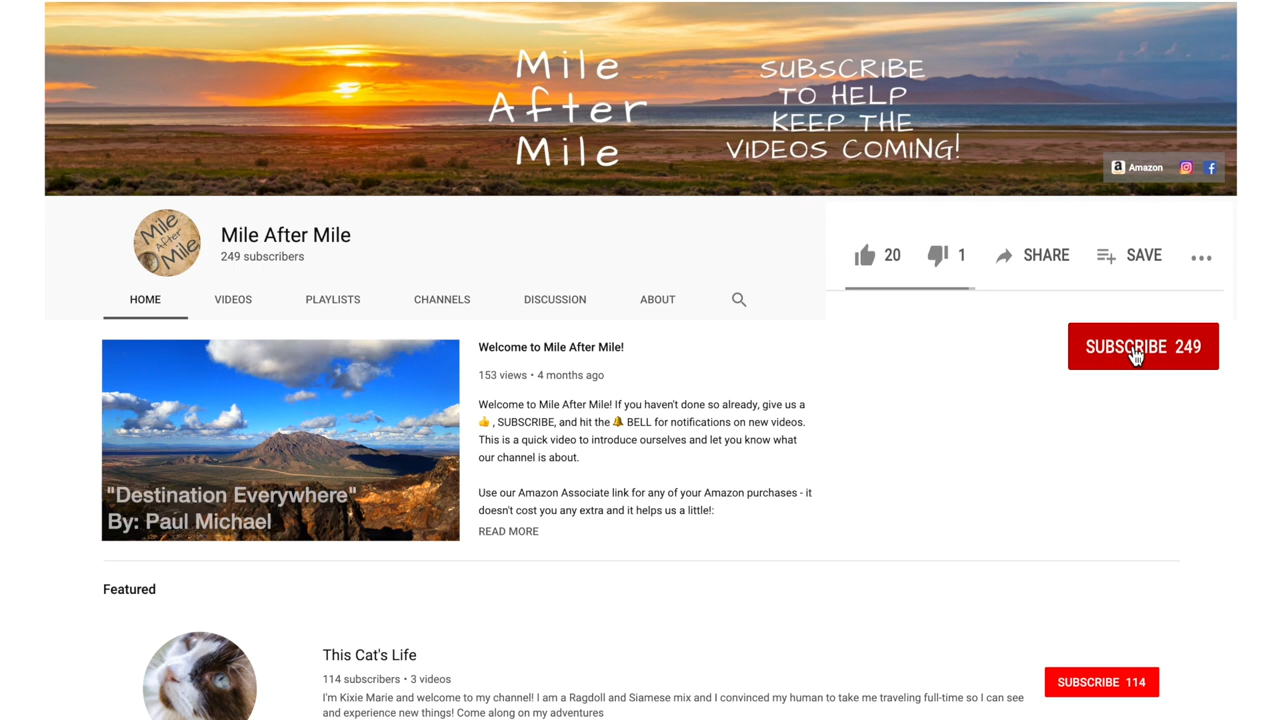 Mile
After
Mile
SUBSCRIBE
TO HELP
KEEP THE
VIDEOS COMING!
a Amazon
Mile
After
Mile
Mile After Mile
249 subscribers
20
1
SHARE
SAVE
HOME
VIDEOS
PLAYLISTS
CHANNELS
DISCUSSION
ABOUT
SUBSCRIBE 249
"Destination Everywhere"
By: Paul Michael
Welcome to Mile After Mile!
153 views • 4 months ago
Welcome to Mile After Mile! If you haven't done so already, give us a
👍 , SUBSCRIBE, and hit the 🔔 BELL for notifications on new videos.
This is a quick video to introduce ourselves and let you know what
our channel is about.
Use our Amazon Associate link for any of your Amazon purchases - it
doesn't cost you any extra and it helps us a little!:
READ MORE
Featured
This Cat's Life
114 subscribers • 3 videos
I'm Kixie Marie and welcome to my channel! I am a Ragdoll and Siamese mix and I convinced my human to take me traveling full-time so I can see
and experience new things! Come along on my adventures
SUBSCRIBE 114